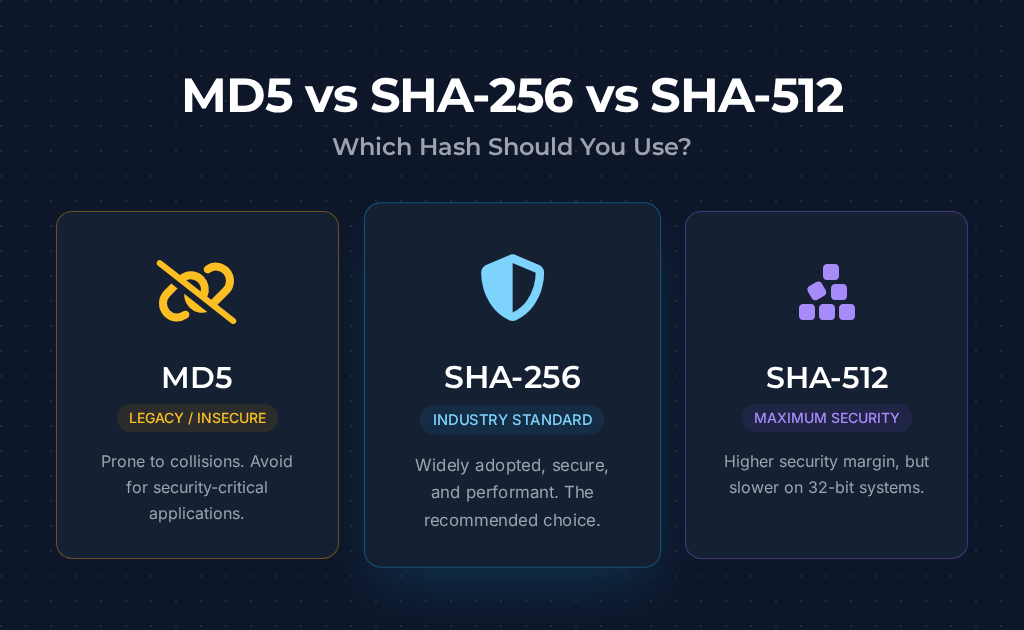 MD5 vs SHA-256 vs SHA-512
Which Hash Should You Use?
MD5
LEGACY / INSECURE
Prone to collisions. Avoid
for security-critical
applications.
SHA-256
INDUSTRY STANDARD
Widely adopted, secure,
and performant. The
recommended choice.
SHA-512
MAXIMUM SECURITY
Higher security margin, but
slower on 32-bit systems.